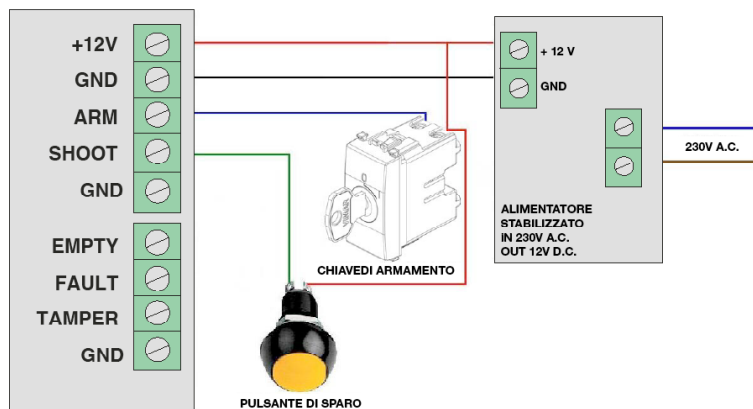 +12V
GND
ARM
SHOOT
GND
EMPTY
FAULT
TAMPER
GND
+ 12 V
GND
230V A.C.
ALIMENTATORE
STABILIZZATO
IN 230V A.C.
OUT 12V D.C.
CHIAVEDI ARMAMENTO
PULSANTE DI SPARO